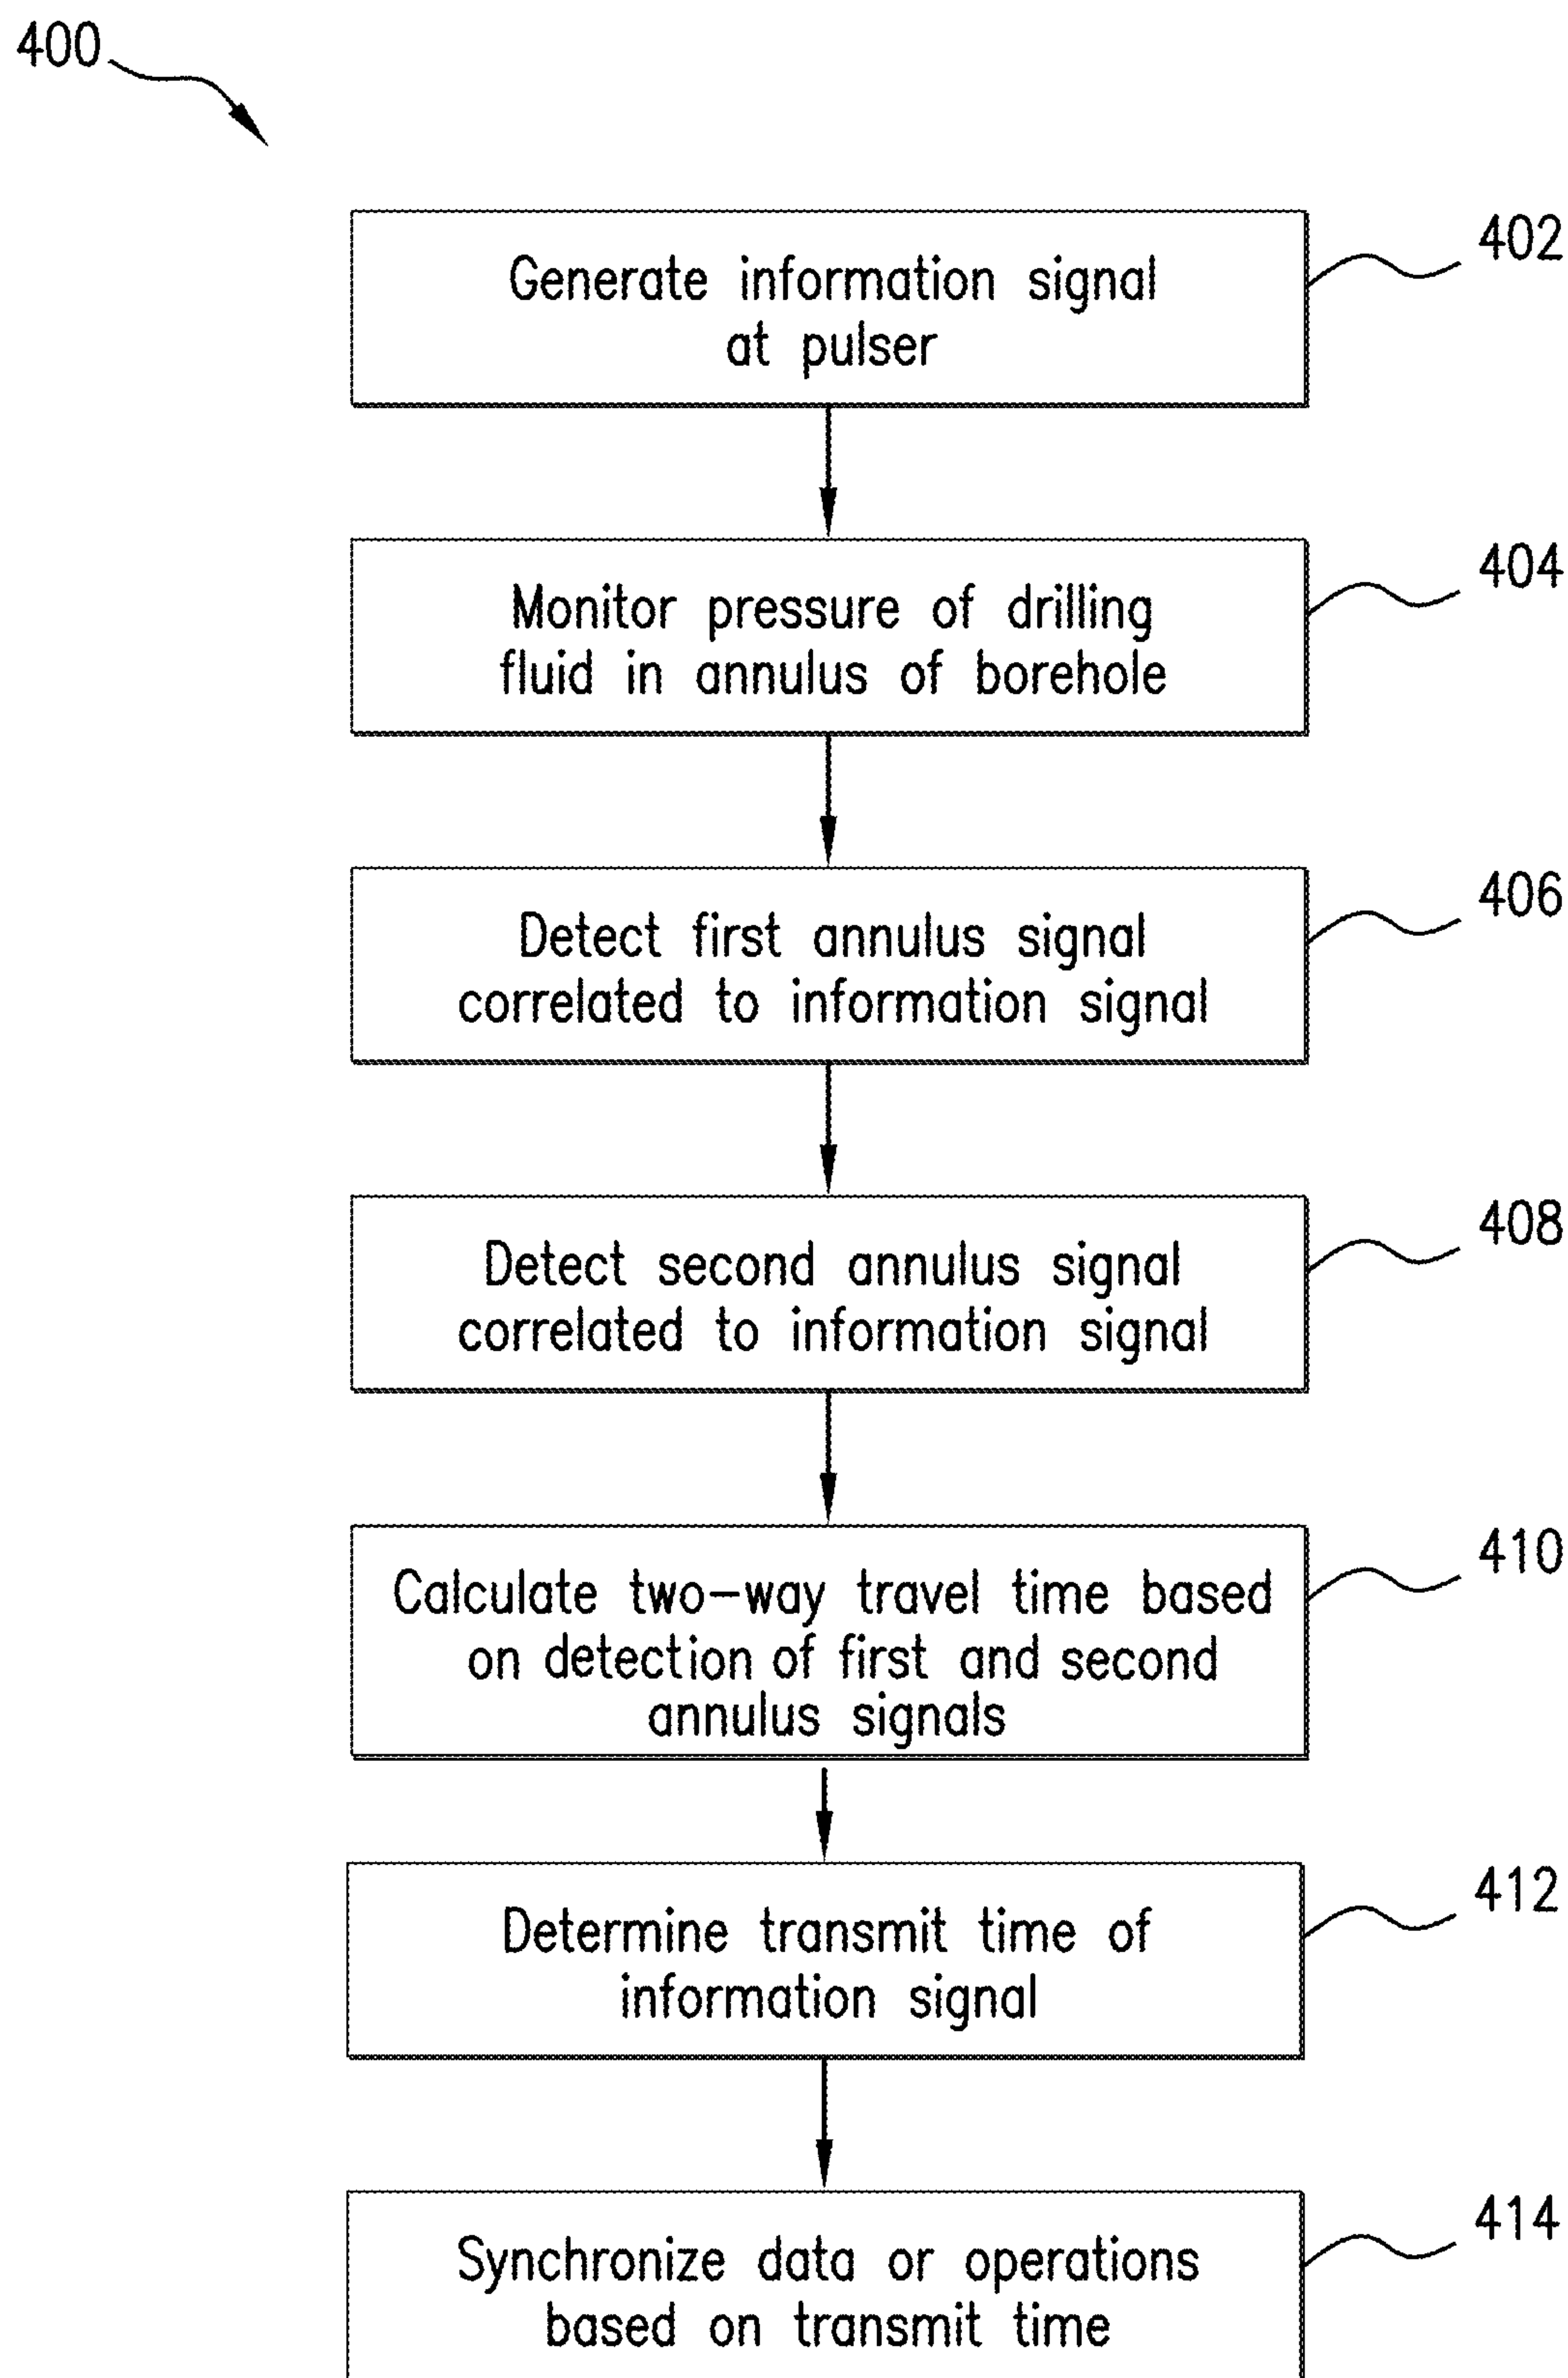 400
402
Generate information signal
at pulser
404
Monitor pressure of drilling
fluid in annulus of borehole
406
Detect first annulus signal
correlated to information signal
408
Detect second annulus signal
correlated to information signal
410
Calculate two-way travel time based
on detection of first and second
annulus signals
412
Determine transmit time of
information signal
414
Synchronize data or operations
based on transmit time